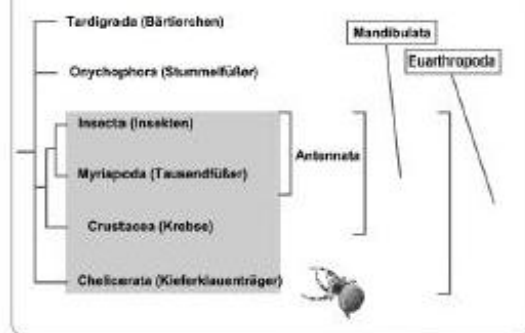 Tardigrada (Bärtierchen)
Mandibulata
Onychophora (Stummelfüßer)
Euarthropoda
Insecta (Insekten)
Antennata
Myriapoda (Tausendfüßer)
Crustacea (Krebse)
Chelicerata (Kieferklauenträger)